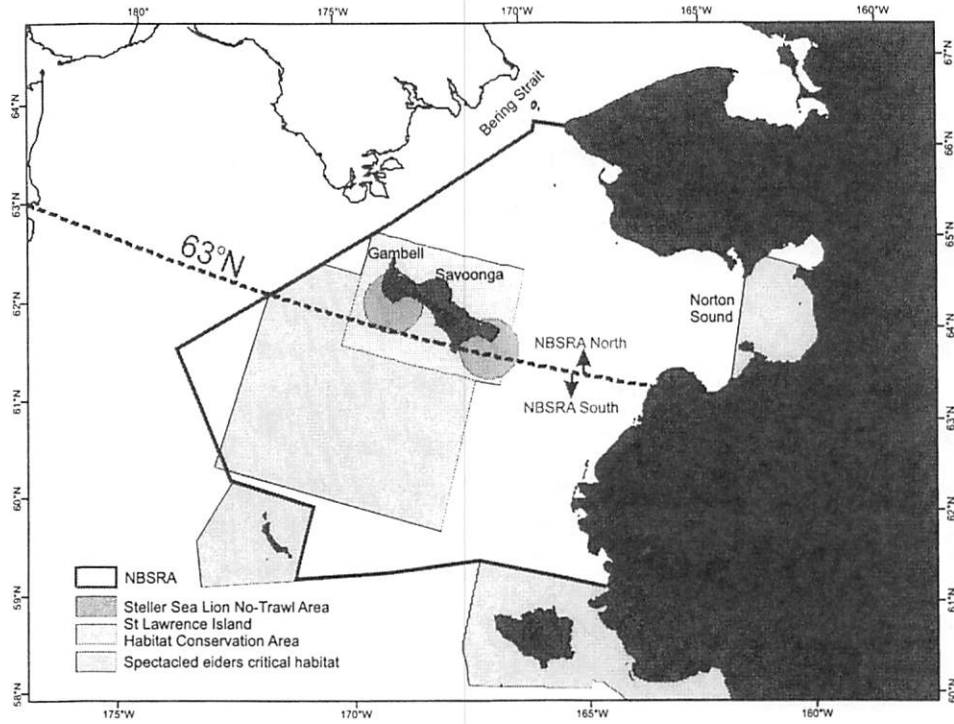 175°W 170°W 165°W 160°W
67°N
64°N
Bering Strait
66°N
63°N
65°N
63°N
Gambell
Savoonga
62°N
Norton
Sound
64°N
NBSRA North
61°N
NBSRA South
63°N
60°N
62°N
NBSRA
59°N
Steller Sea Lion No-Trawl Area
61°N
St Lawrence Island
Habitat Conservation Area
Spectacled eiders critical habitat
58°N
60°N
175°W 170°W 165°W 160°W